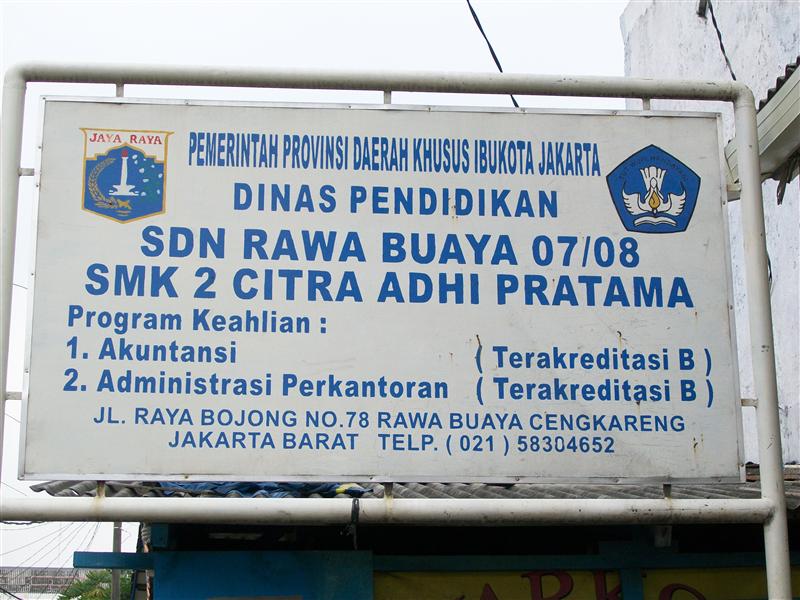 JAYA RAYA
PEMERINTAH PROVINSI DAERAH KHUSUS IBUKOTA JAKARTA
DINAS PENDIDIKAN
SDN RAWA BUAYA 07/08
SMK 2 CITRA ADHI PRATAMA
Program Keahlian :
1. Akuntansi ( Terakreditasi B )
2. Administrasi Perkantoran ( Terakreditasi B )
JL. RAYA BOJONG NO.78 RAWA BUAYA CENGKARENG
JAKARTA BARAT TELP. ( 021 ) 58304652